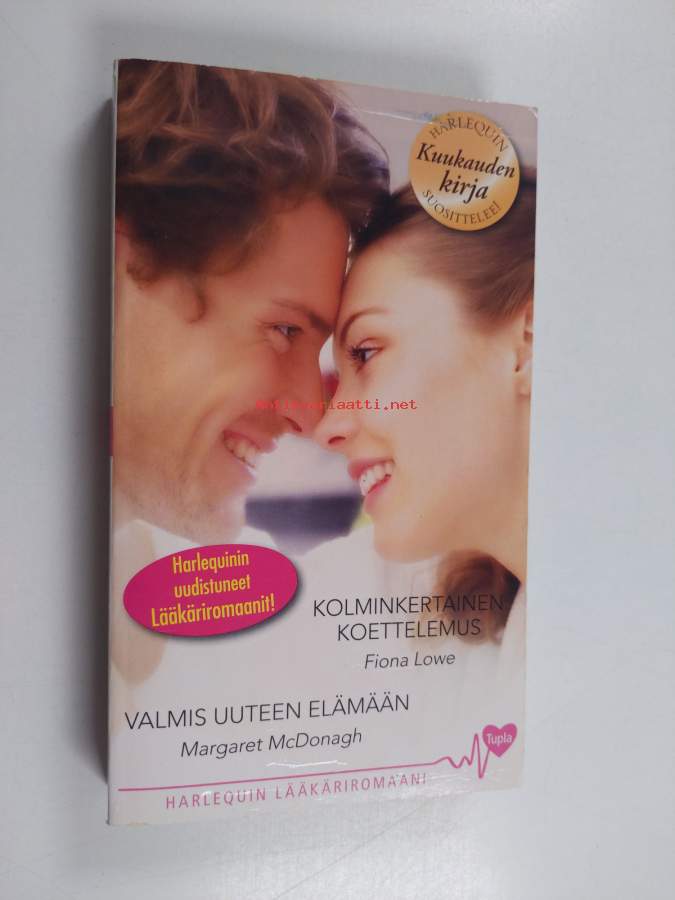 HARLEQUIN
Kuukauden
kirja
SUOSITTELEE!
antikvariaatti.net
Harlequinin
uudistuneet
Lääkäriromaanit!
KOLMINKERTAINEN
KOETTELEMUS
Fiona Lowe
VALMIS UUTEEN ELÄMÄÄN
Margaret McDonagh
Tupla
HARLEQUIN LÄÄKÄRIROMAANI